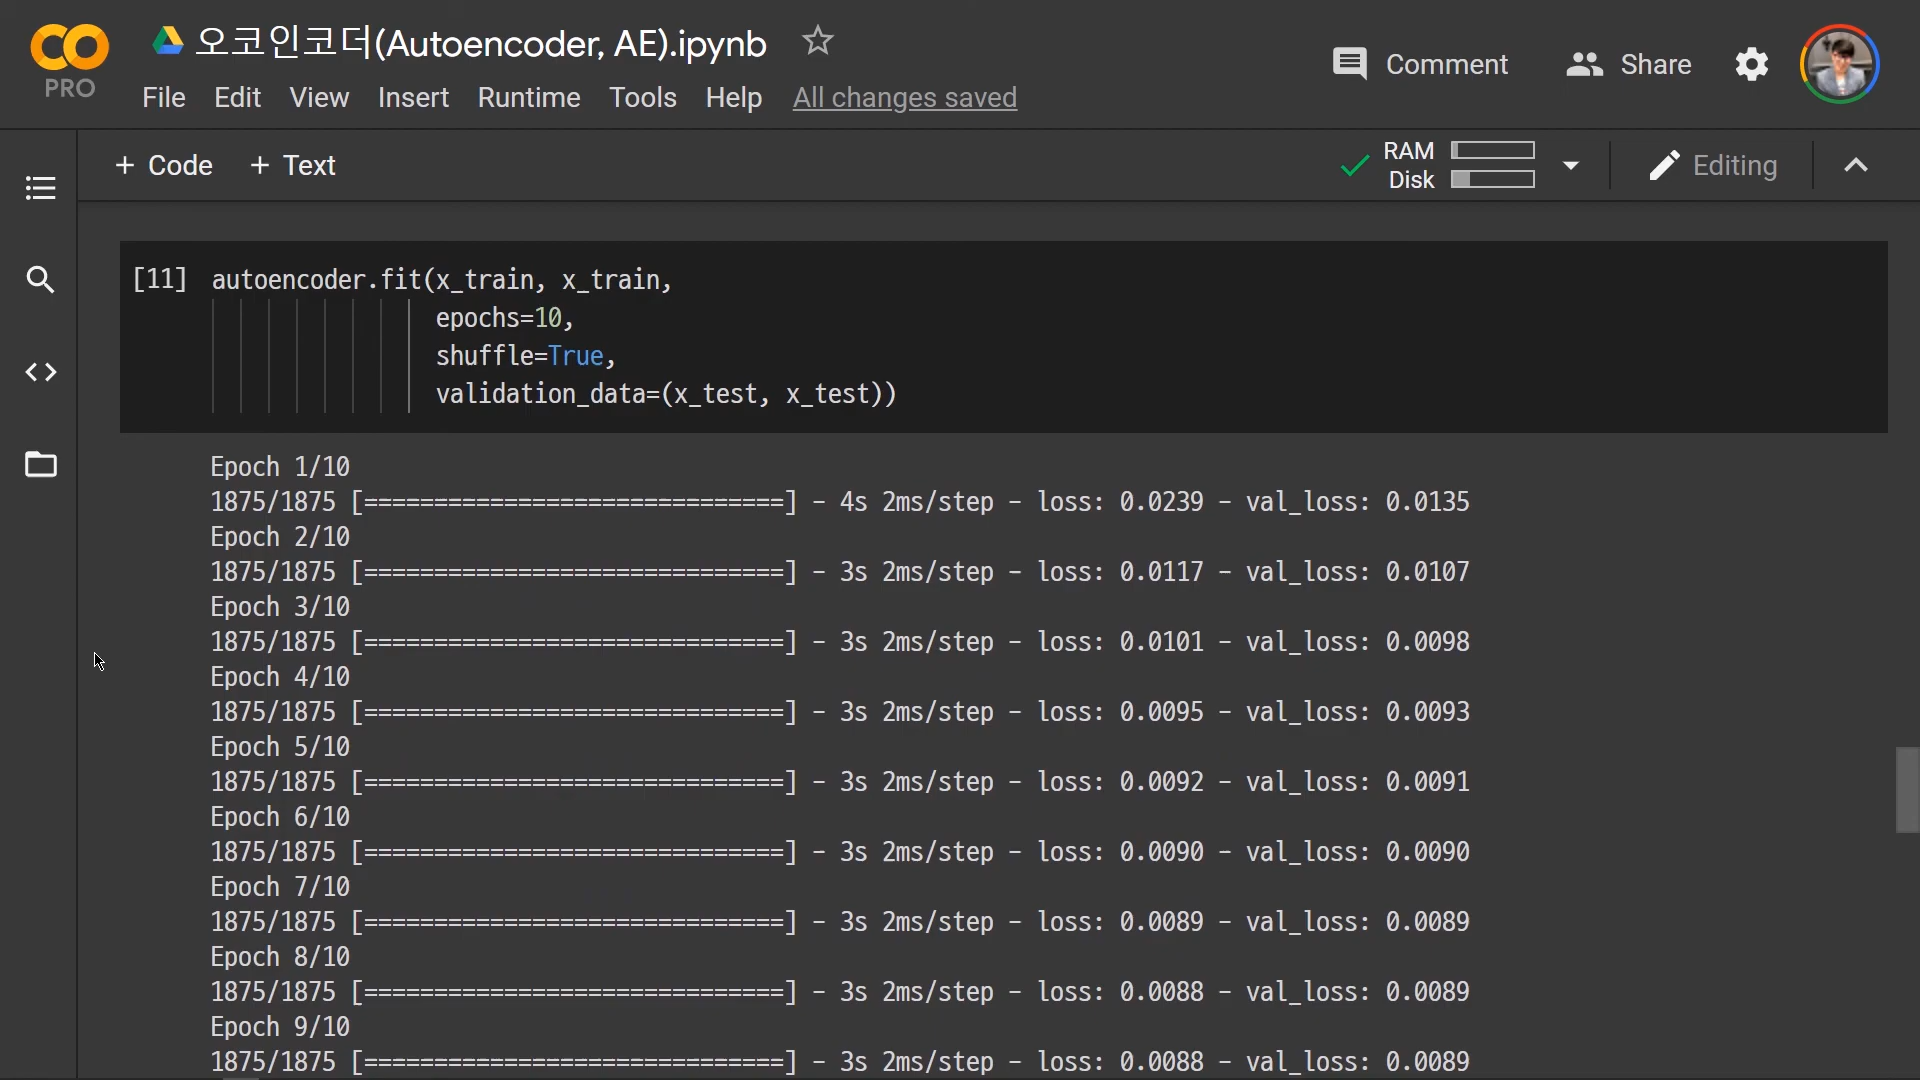 오코인코더(Autoencoder, AE).ipynb
PRO
File Edit View Insert Runtime Tools Help All changes saved
Comment Share
+ Code + Text
RAM
Disk
Editing
[11] autoencoder.fit(x_train, x_train,
epochs=10,
shuffle=True,
validation_data=(x_test, x_test))
Epoch 1/10
1875/1875 [==============================] - 4s 2ms/step - loss: 0.0239 - val_loss: 0.0135
Epoch 2/10
1875/1875 [==============================] - 3s 2ms/step - loss: 0.0117 - val_loss: 0.0107
Epoch 3/10
1875/1875 [==============================] - 3s 2ms/step - loss: 0.0101 - val_loss: 0.0098
Epoch 4/10
1875/1875 [==============================] - 3s 2ms/step - loss: 0.0095 - val_loss: 0.0093
Epoch 5/10
1875/1875 [==============================] - 3s 2ms/step - loss: 0.0092 - val_loss: 0.0091
Epoch 6/10
1875/1875 [==============================] - 3s 2ms/step - loss: 0.0090 - val_loss: 0.0090
Epoch 7/10
1875/1875 [==============================] - 3s 2ms/step - loss: 0.0089 - val_loss: 0.0089
Epoch 8/10
1875/1875 [==============================] - 3s 2ms/step - loss: 0.0088 - val_loss: 0.0089
Epoch 9/10
1875/1875 [==============================] - 3s 2ms/step - loss: 0.0088 - val_loss: 0.0089